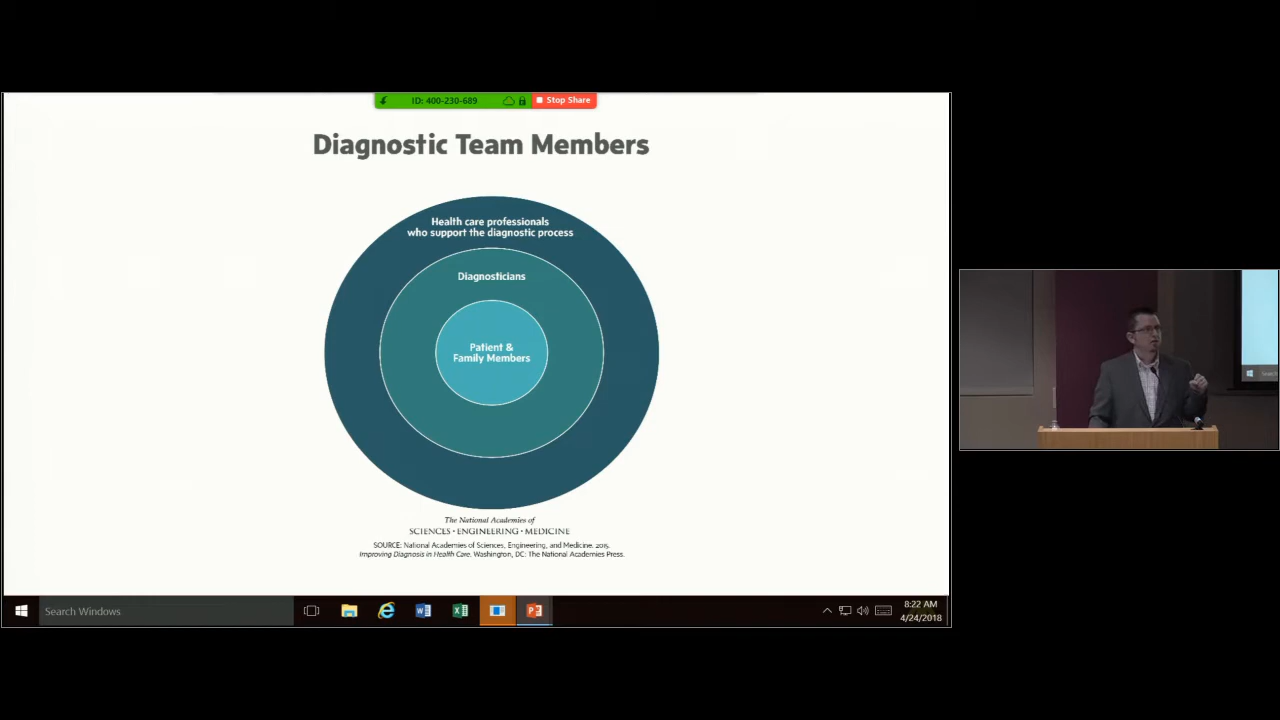 ID: 400-230-689
Stop Share
Diagnostic Team Members
Health care professionals
who support the diagnostic process
Diagnosticians
Patient &
Family Members
The National Academies of
SCIENCES • ENGINEERING • MEDICINE
SOURCE: National Academies of Sciences, Engineering, and Medicine. 2015.
Improving Diagnosis in Health Care. Washington, DC: The National Academies Press.
Search Windows
8:22 AM
4/24/2018